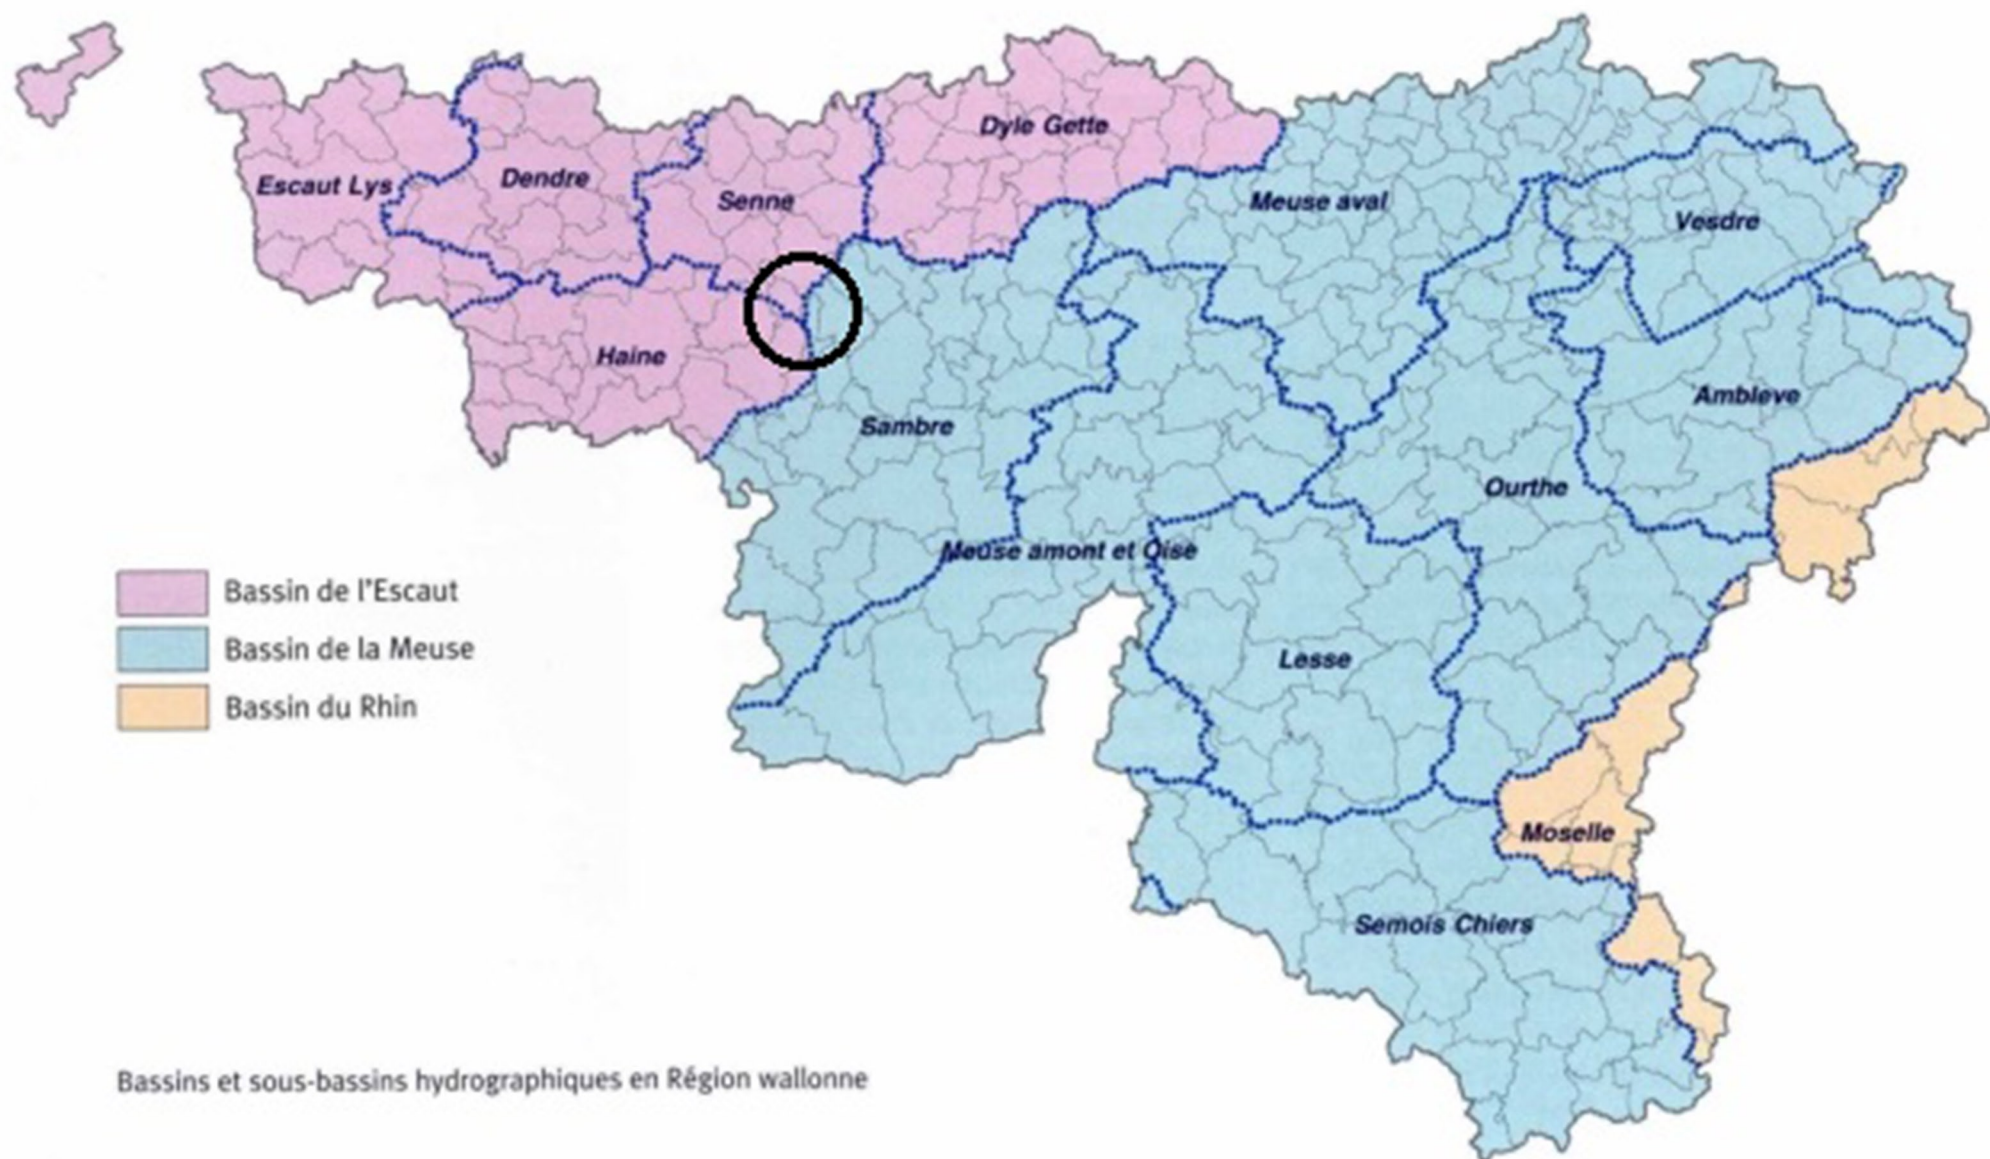 Dyle Gette
Escaut Lys
Dendre
Senne
Meuse aval
Vesdre
Haine
Sambre
Ambleve
Ourthe
Meuse amont et Oise
Lesse
Moselle
Semois Chiers
Bassin de l'Escaut
Bassin de la Meuse
Bassin du Rhin
Bassins et sous-bassins hydrographiques en Région wallonne